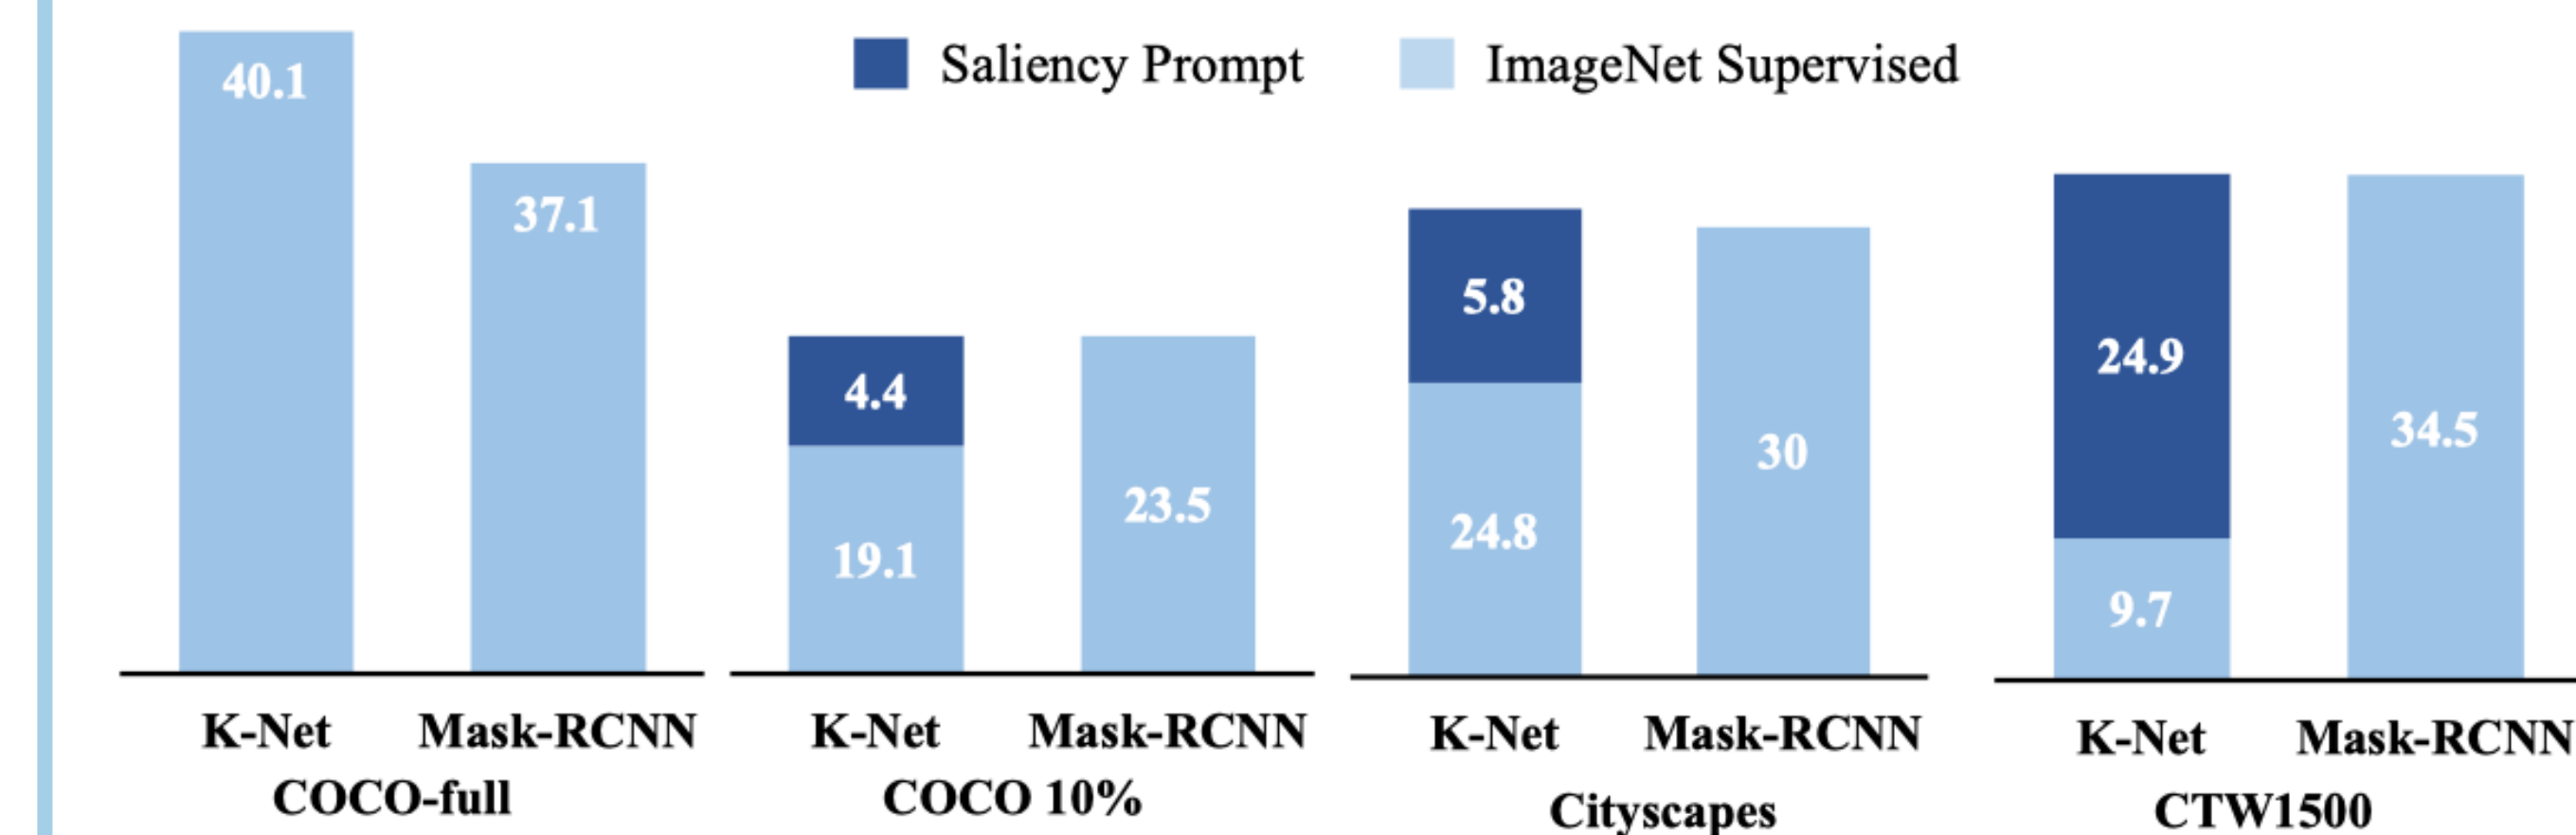 Saliency Prompt
ImageNet Supervised
40.1
37.1
4.4
19.1
23.5
5.8
24.8
30
24.9
9.7
34.5
K-Net Mask-RCNN
COCO-full
K-Net Mask-RCNN
COCO 10%
K-Net Mask-RCNN
Cityscapes
K-Net Mask-RCNN
CTW1500